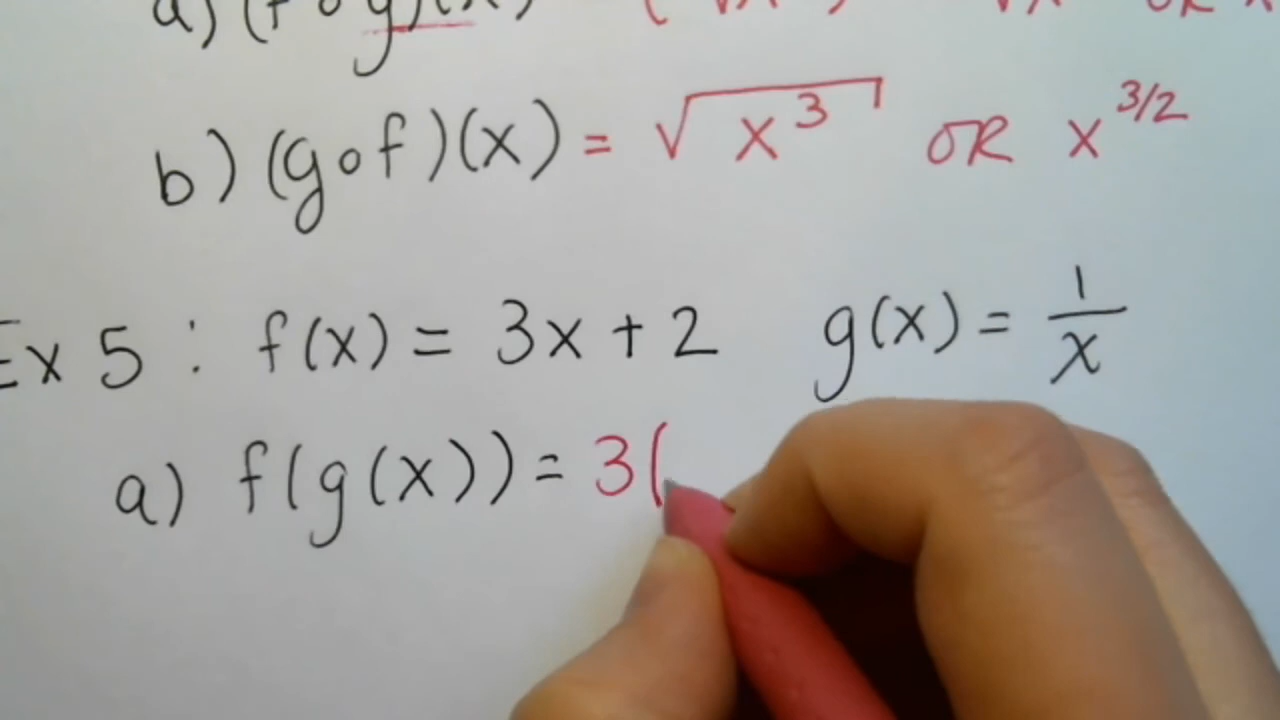 a) (f∘g)(x)
b) (g∘f)(x) = √x³ OR x^3/2
Ex 5 : f(x) = 3x + 2 g(x) = 1/x
a) f(g(x)) = 3(